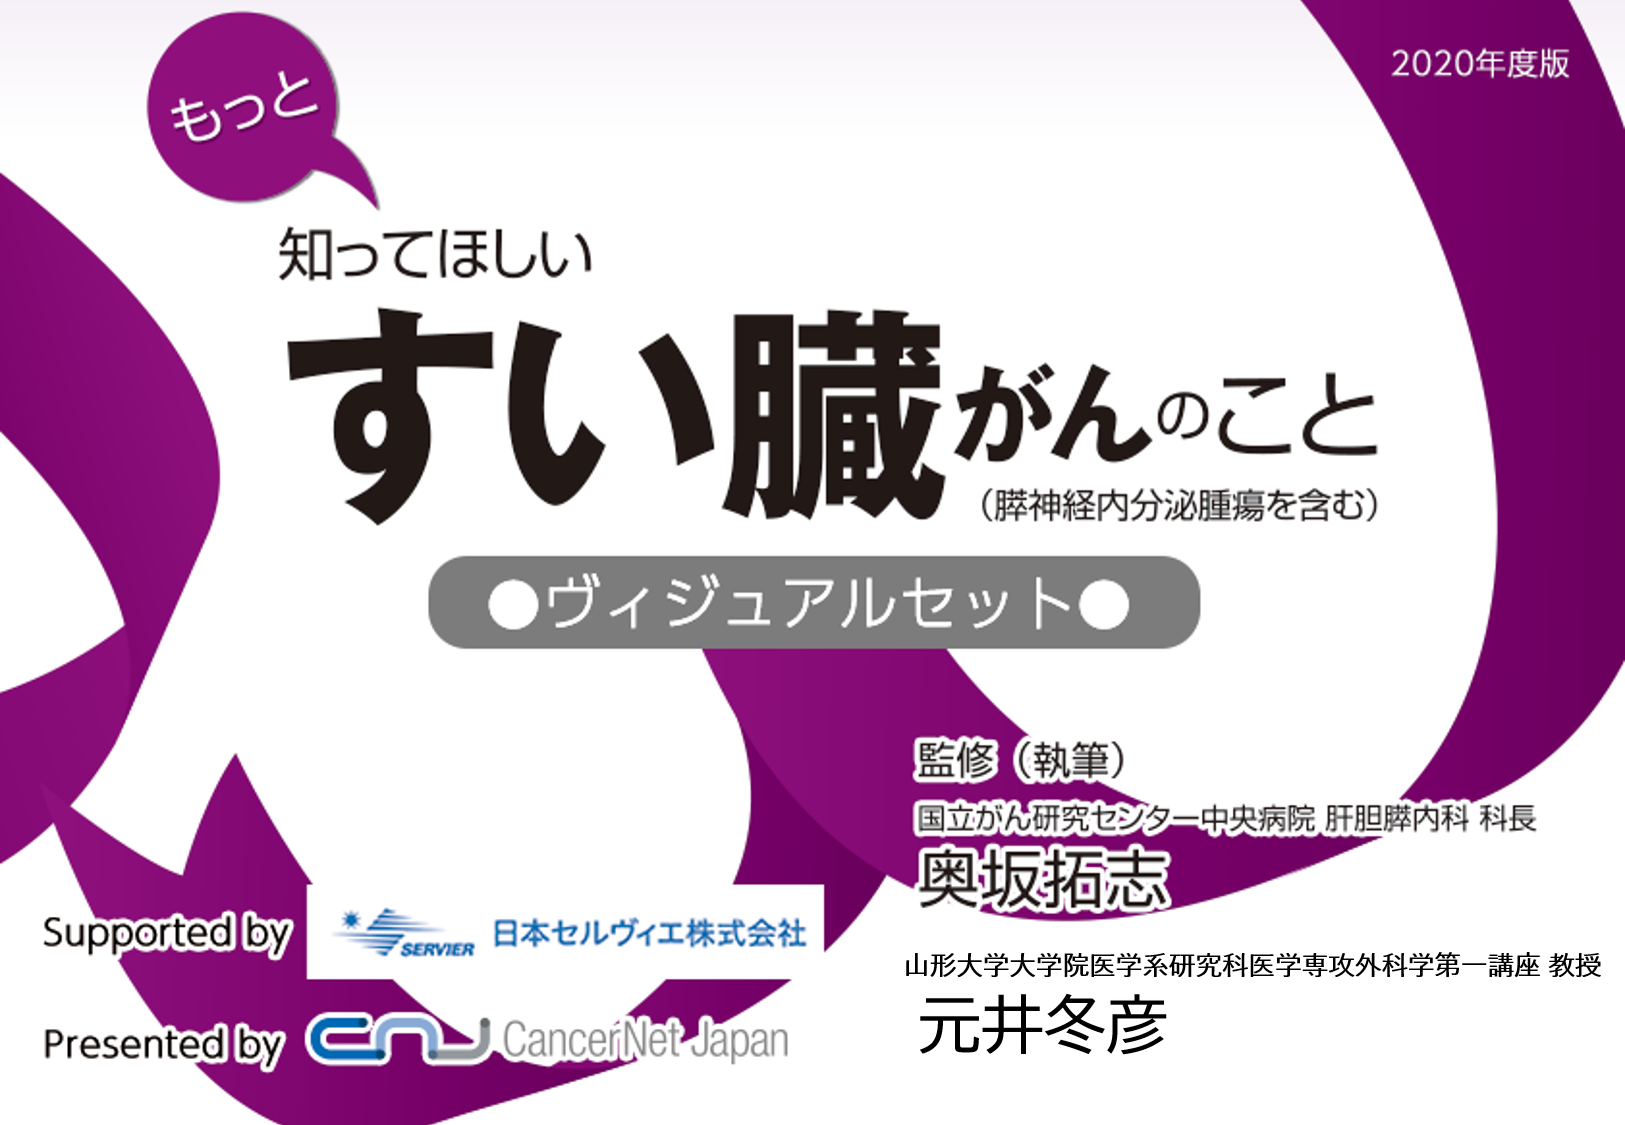 2020年度版
もっと
知ってほしい
すい臓がんのこと
（膵神経内分泌腫瘍を含む）
●ヴィジュアルセット●
監修（執筆）
国立がん研究センター中央病院 肝胆膵内科 科長
奥坂拓志
山形大学大学院医学系研究科医学専攻外科学第一講座 教授
元井冬彦
Supported by SERVIER 日本セルヴィエ株式会社
Presented by cnj CancerNet Japan